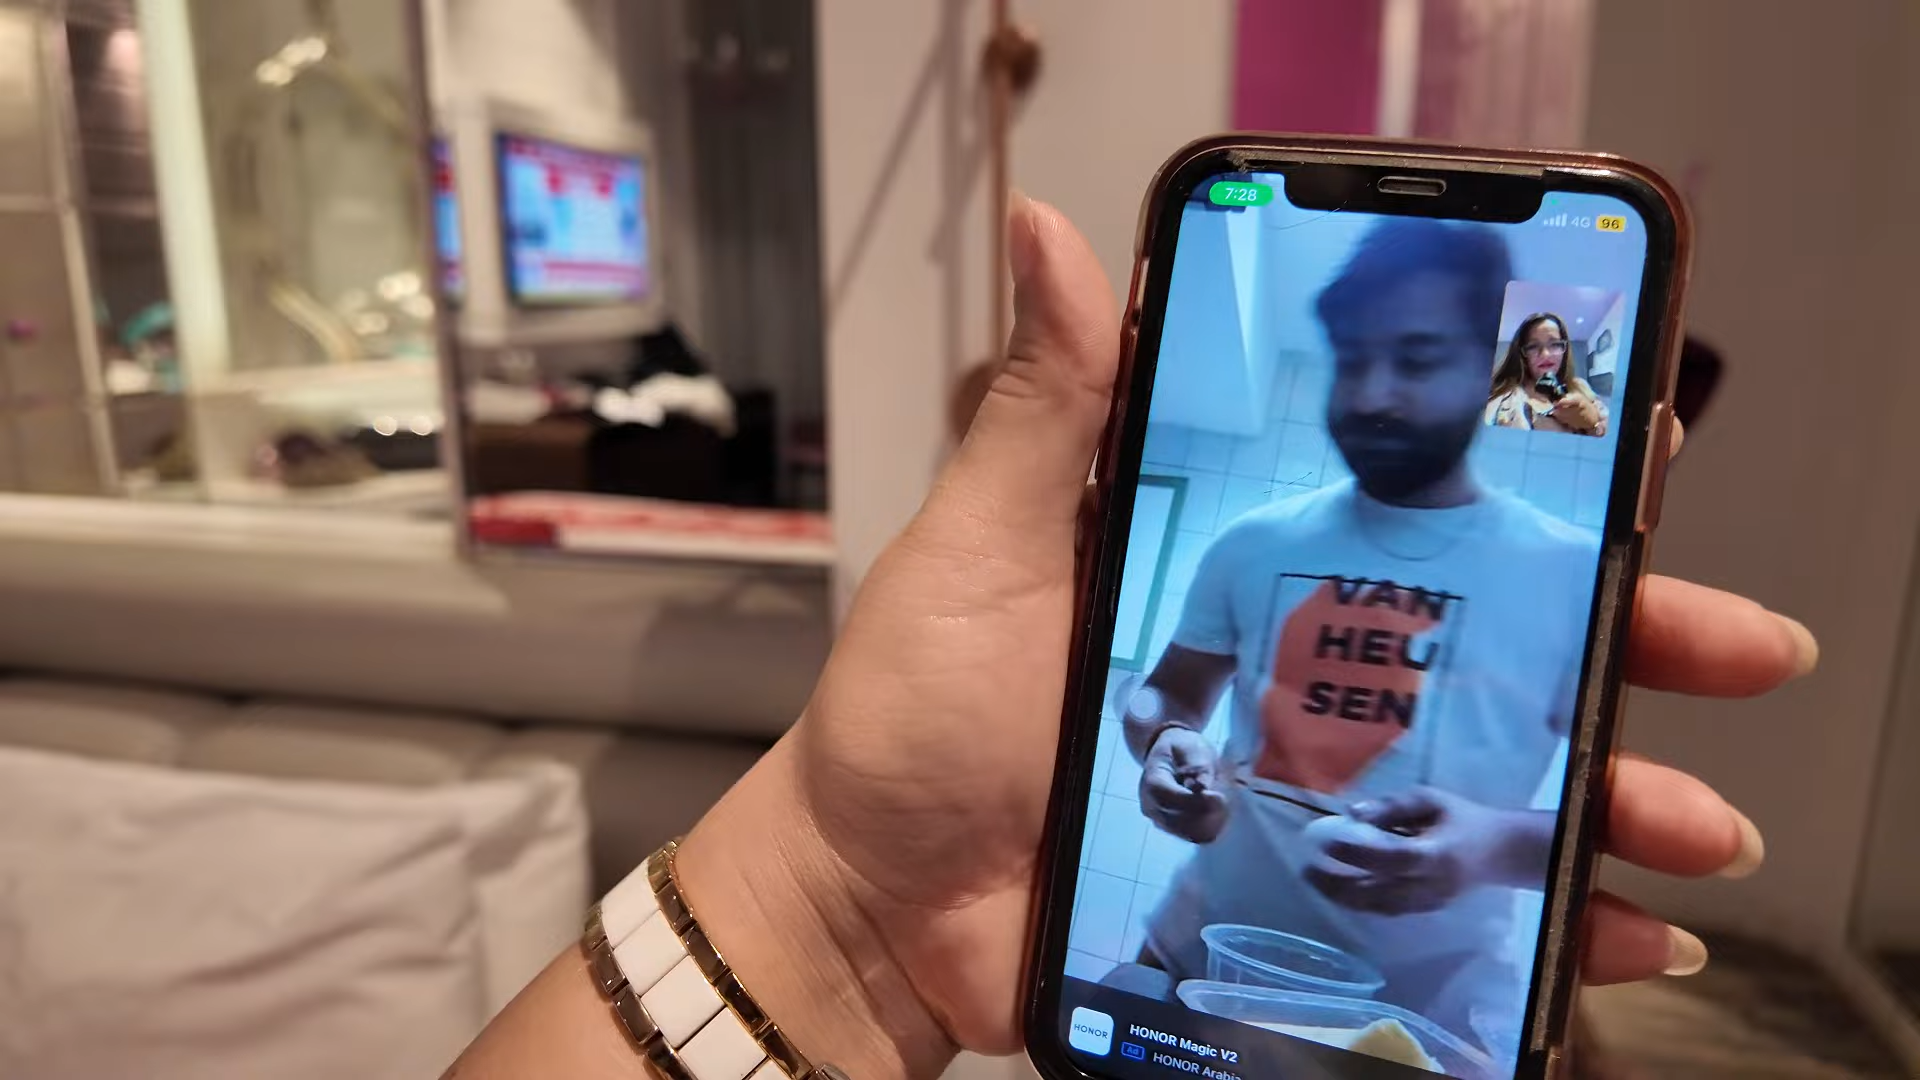 7:28
4G 96
VAN
HEU
SEN
HONOR
HONOR Magic V2
Ad HONOR Arabia